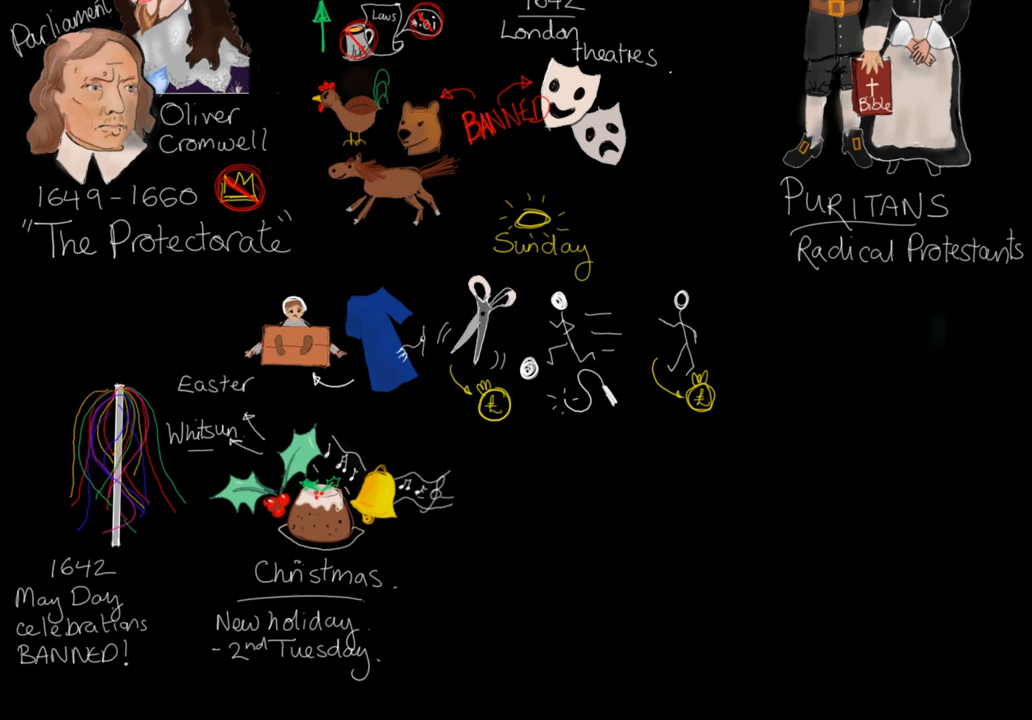 Parliament
Oliver
Cromwell
1649-1660
"The Protectorate"
Laws
1642
London
theatres.
BANNED
Bible
PURITANS
Radical Protestants
Sunday
£
£
Easter
Whitsun
1642
May Day
celebrations
BANNED!
Christmas.
New holiday.
- 2nd Tuesday.